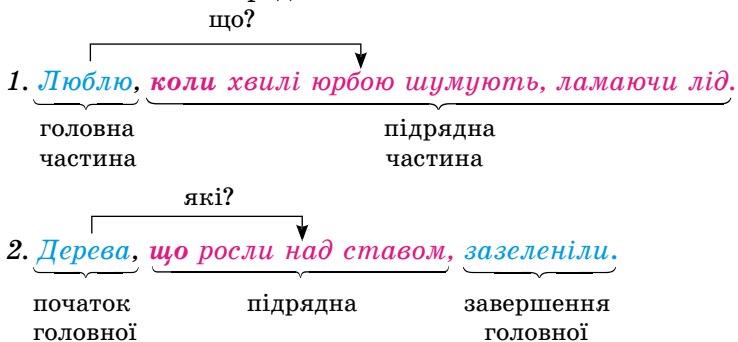 що?
1. Люблю, коли хвилі юрбою шумують, ламаючи лід.
головна підрядна
частина частина
які?
2. Дерева, що росли над ставом, зазеленіли.
початок підрядна завершення
головної головної